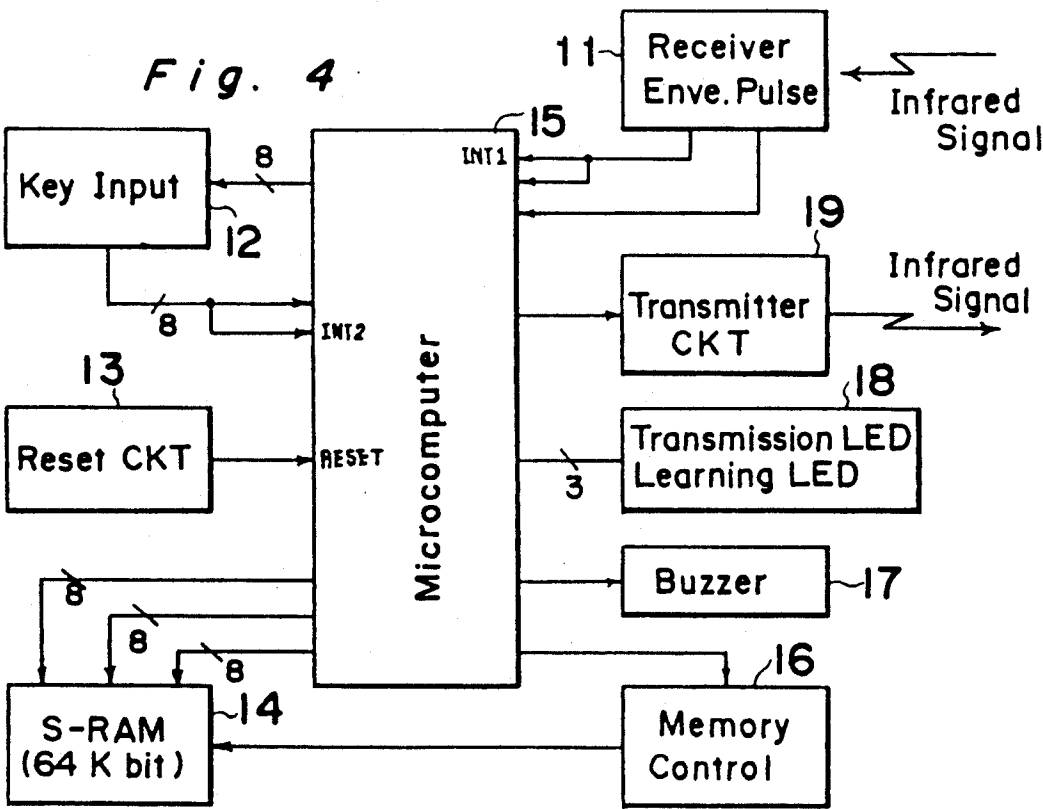 Fig. 4
11
Receiver
Enve. Pulse
Infrared
Signal
15
INT1
Key Input
8
12
8
INT2
19
Transmitter
CKT
Infrared
Signal
13
Reset CKT
RESET
Microcomputer
18
Transmission LED
Learning LED
3
Buzzer
17
8
8
8
14
S-RAM
(64 K bit)
16
Memory
Control